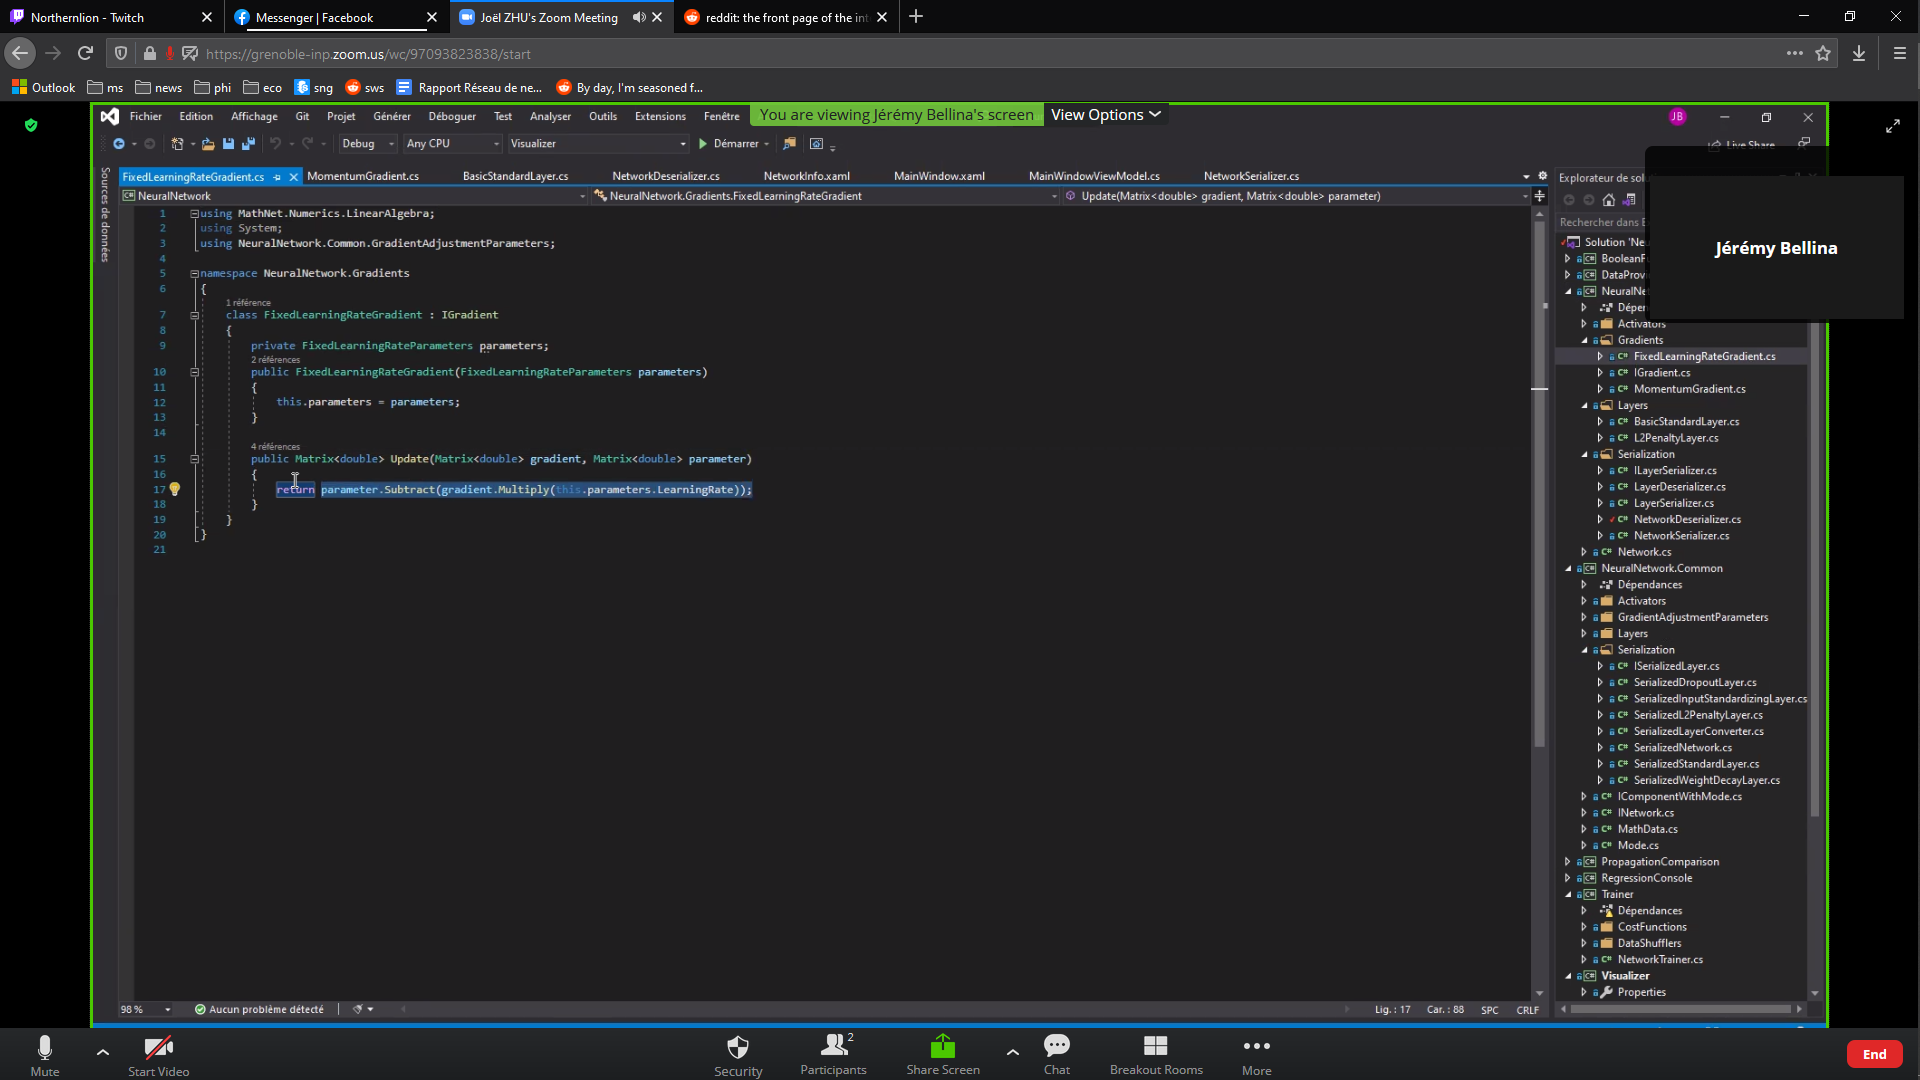 Northernlion - Twitch
Messenger | Facebook
Joël ZHU's Zoom Meeting
reddit: the front page of the int
https://grenoble-inp.zoom.us/wc/97093823838/start
Outlook ms news phi eco sng sws Rapport Réseau de ne... By day, I'm seasoned f...
Fichier Edition Affichage Git Projet Générer Déboguer Test Analyser Outils Extensions Fenêtre
You are viewing Jérémy Bellina's screen View Options
JB
Debug Any CPU Visualizer Démarrer
Live Share
Sources de données
FixedLearningRateGradient.cs MomentumGradient.cs BasicStandardLayer.cs NetworkDeserializer.cs NetworkInfo.xaml MainWindow.xaml MainWindowViewModel.cs NetworkSerializer.cs
NeuralNetwork NeuralNetwork.Gradients.FixedLearningRateGradient Update(Matrix<double> gradient, Matrix<double> parameter)
1 using MathNet.Numerics.LinearAlgebra;
2 using System;
3 using NeuralNetwork.Common.GradientAdjustmentParameters;
4
5 namespace NeuralNetwork.Gradients
6 {
1 référence
7 class FixedLearningRateGradient : IGradient
8 {
9 private FixedLearningRateParameters parameters;
2 références
10 public FixedLearningRateGradient(FixedLearningRateParameters parameters)
11 {
12 this.parameters = parameters;
13 }
14
4 références
15 public Matrix<double> Update(Matrix<double> gradient, Matrix<double> parameter)
16 {
17 return parameter.Subtract(gradient.Multiply(this.parameters.LearningRate));
18 }
19 }
20 }
21
98 % Aucun problème détecté Lig. : 17 Car. : 88 SPC CRLF
Explorateur de sol
Rechercher dans E
Jérémy Bellina
Solution 'Neu
BooleanFu
DataProvi
NeuralNet
Dépen
Activators
Gradients
FixedLearningRateGradient.cs
IGradient.cs
MomentumGradient.cs
Layers
BasicStandardLayer.cs
L2PenaltyLayer.cs
Serialization
ILayerSerializer.cs
LayerDeserializer.cs
LayerSerializer.cs
NetworkDeserializer.cs
NetworkSerializer.cs
Network.cs
NeuralNetwork.Common
Dépendances
Activators
GradientAdjustmentParameters
Layers
Serialization
ISerializedLayer.cs
SerializedDropoutLayer.cs
SerializedInputStandardizingLayer.cs
SerializedL2PenaltyLayer.cs
SerializedLayerConverter.cs
SerializedNetwork.cs
SerializedStandardLayer.cs
SerializedWeightDecayLayer.cs
IComponentWithMode.cs
INetwork.cs
MathData.cs
Mode.cs
PropagationComparison
RegressionConsole
Trainer
Dépendances
CostFunctions
DataShufflers
NetworkTrainer.cs
Visualizer
Properties
Mute Start Video Security Participants 2 Share Screen Chat Breakout Rooms More End